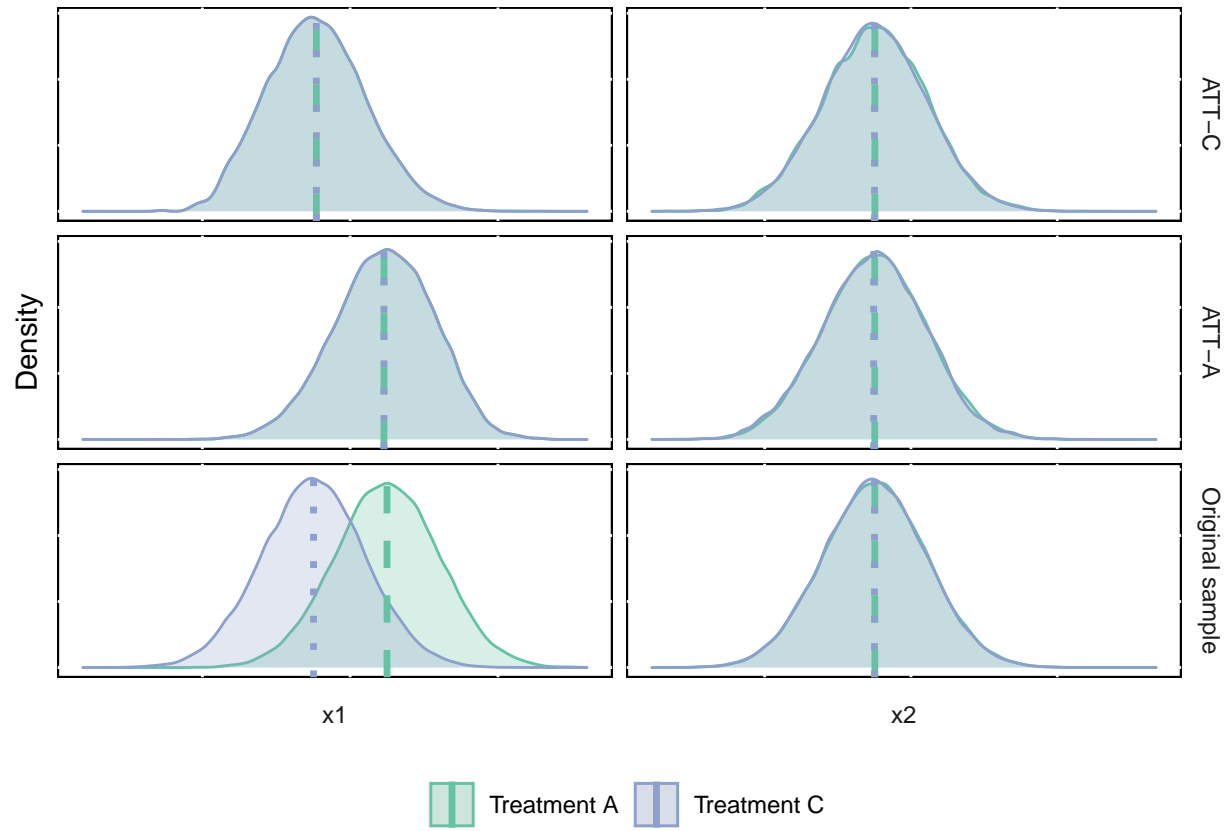 ATT−C
Density
ATT−A
Original sample
x1
x2
Treatment A
Treatment C